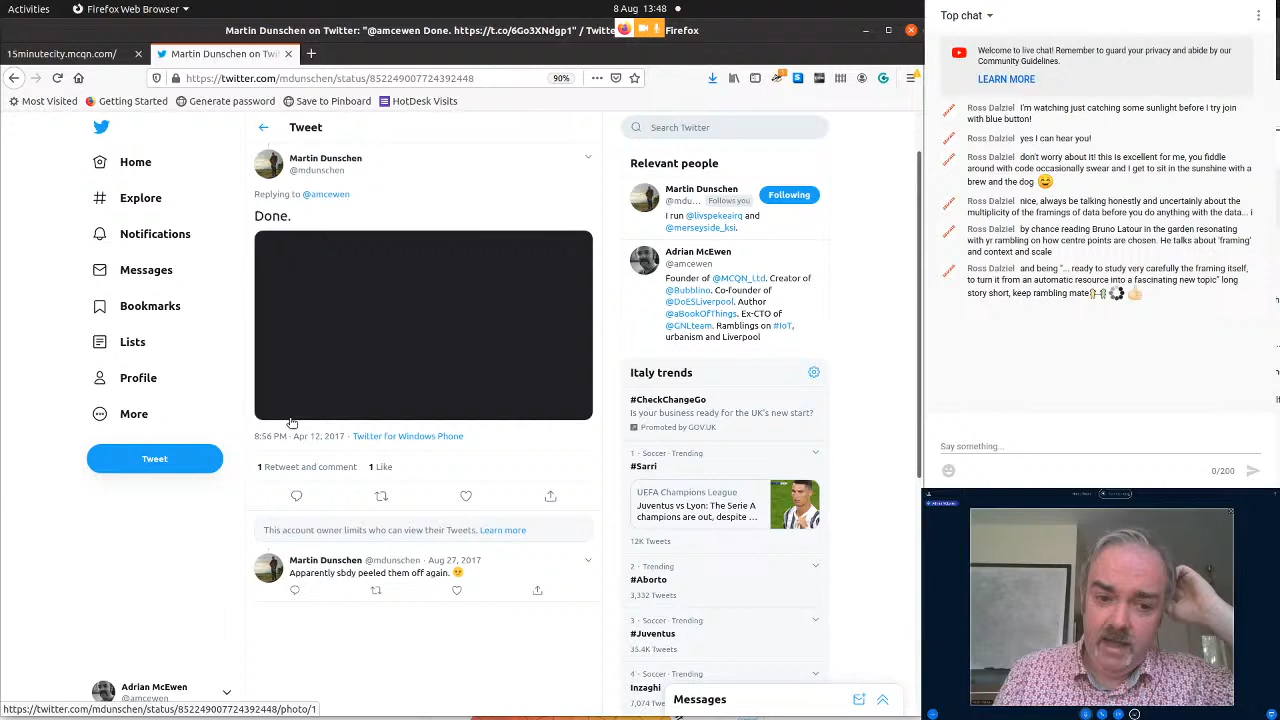 Activities
Firefox Web Browser
8 Aug 13:48
Martin Dunschen on Twitter: "@amcewen Done. https://t.co/6Go3XNdgp1" / Twitte
Firefox
15minutecity.mcqn.com/
Martin Dunschen on Twi
https://twitter.com/mdunschen/status/852249007724392448
90%
Most Visited
Getting Started
Generate password
Save to Pinboard
HotDesk Visits
Home
Explore
Notifications
Messages
Bookmarks
Lists
Profile
More
Tweet
Adrian McEwen
@amcewen
https://twitter.com/mdunschen/status/852249007724392448/photo/1
Tweet
Martin Dunschen
@mdunschen
Replying to @amcewen
Done.
8:56 PM · Apr 12, 2017 · Twitter for Windows Phone
1 Retweet and comment 1 Like
This account owner limits who can view their Tweets. Learn more
Martin Dunschen @mdunschen · Aug 27, 2017
Apparently sbdy peeled them off again.
Search Twitter
Relevant people
Martin Dunschen
@mdu... Follows you
Following
I run @livspekeairq and
@merseyside_ksi.
Adrian McEwen
@amcewen
Founder of @MCQN_Ltd. Creator of
@Bubblino. Co-founder of
@DoESLiverpool. Author
@aBookOfThings. Ex-CTO of
@GNLteam. Ramblings on #IoT,
urbanism and Liverpool
Italy trends
#CheckChangeGo
Is your business ready for the UK's new start?
Promoted by GOV.UK
1 · Soccer · Trending
#Sarri
UEFA Champions League
Juventus v Lyon: The Serie A
champions are out, despite ...
12K Tweets
2 · Trending
#Aborto
3,332 Tweets
3 · Soccer · Trending
#Juventus
35.4K Tweets
4 · Soccer · Trending
Inzaghi
7,074 Twe
Messages
Top chat
Welcome to live chat! Remember to guard your privacy and abide by our
Community Guidelines.
LEARN MORE
Ross Dalziel I'm watching just catching some sunlight before I try join
with blue button!
Ross Dalziel yes I can hear you!
Ross Dalziel don't worry about it! this is excellent for me, you fiddle
around with code occasionally swear and I get to sit in the sunshine with a
brew and the dog
Ross Dalziel nice, always be talking honestly and uncertainly about the
multiplicity of the framings of data before you do anything with the data... i
Ross Dalziel by chance reading Bruno Latour in the garden resonating
with yr rambling on how centre points are chosen. He talks about 'framing'
and context and scale
Ross Dalziel and being "... ready to study very carefully the framing itself,
to turn it from an automatic resource into a fascinating new topic" long
story short, keep rambling mate
Say something...
0/200